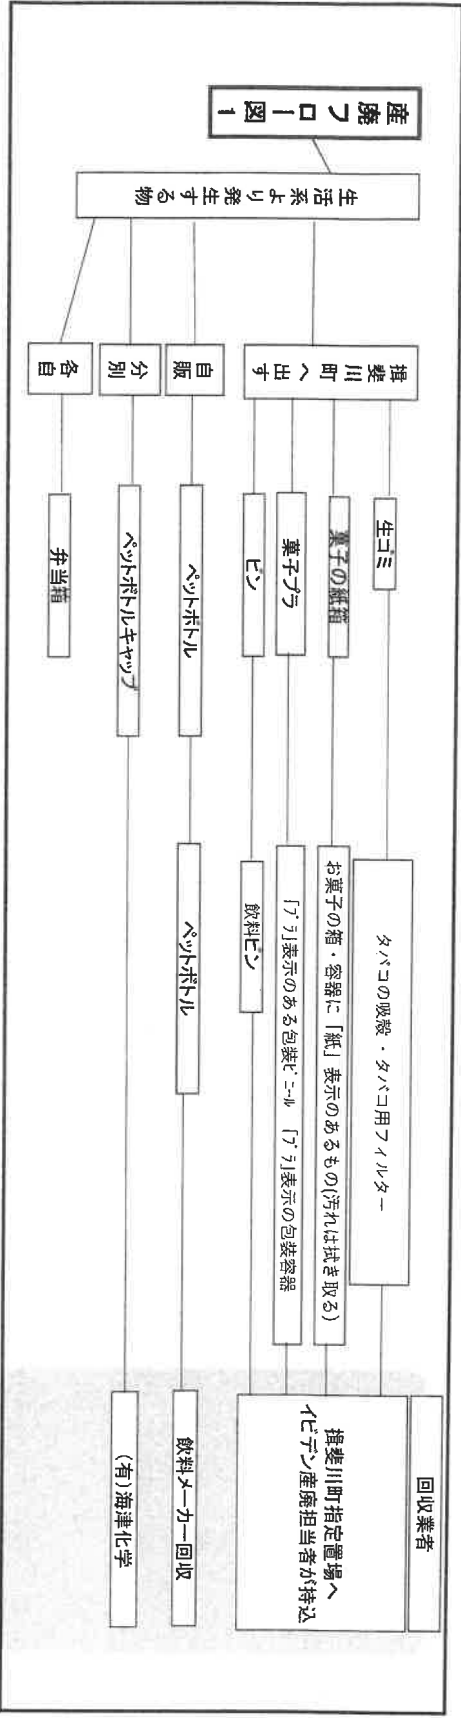 産廃フロー図1
生活系より発生する物
回収業者
揖斐川町へ出す
生ゴミ
タバコの吸殻・タバコ用フィルター
菓子の紙箱
お菓子の箱・容器に「紙」表示のあるもの(汚れは拭き取る)
菓子プラ
「プラ」表示のある包装ビニール 「プラ」表示の包装容器
ビン
飲料ビン
揖斐川町指定置場へ
イビデン産廃担当者が持込
自販
ペットボトル
ペットボトル
飲料メーカー回収
分別
ペットボトルキャップ
(有)海津化学
各自
弁当箱